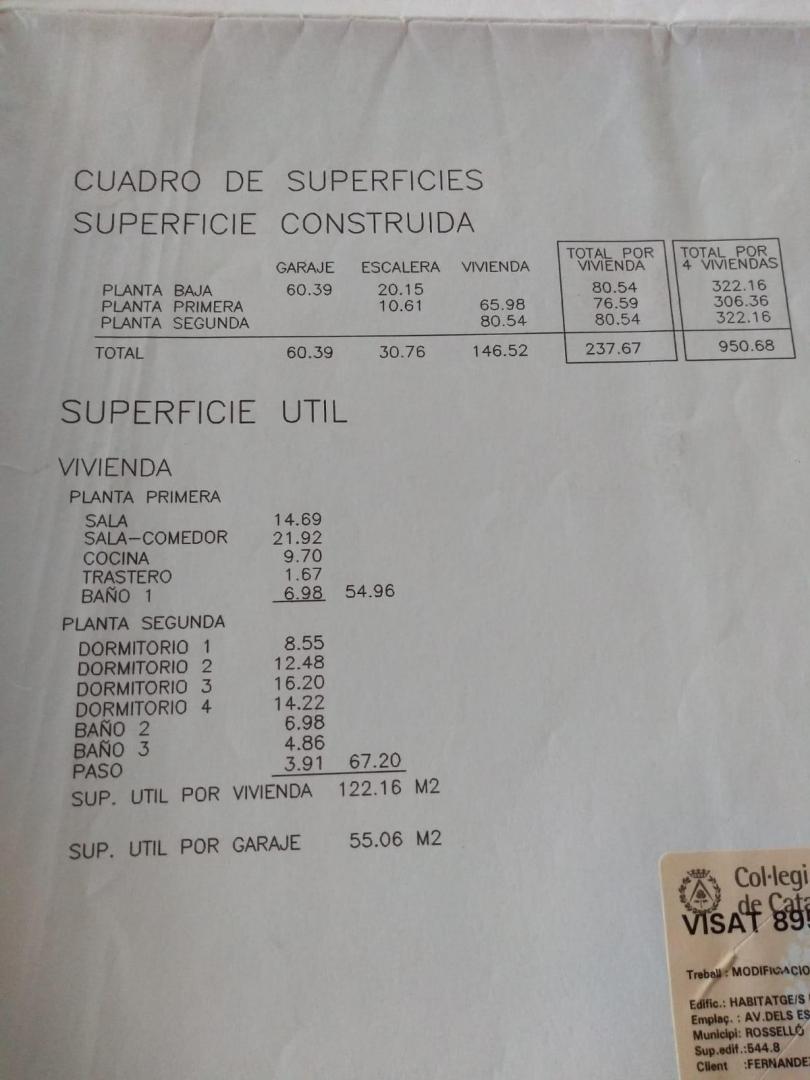 CUADRO DE SUPERFICIES
SUPERFICIE CONSTRUIDA
GARAJE ESCALERA VIVIENDA TOTAL POR VIVIENDA TOTAL POR 4 VIVIENDAS
PLANTA BAJA 60.39 20.15 80.54 322.16
PLANTA PRIMERA 10.61 65.98 76.59 306.36
PLANTA SEGUNDA 80.54 80.54 322.16
TOTAL 60.39 30.76 146.52 237.67 950.68
SUPERFICIE UTIL
VIVIENDA
PLANTA PRIMERA
SALA 14.69
SALA-COMEDOR 21.92
COCINA 9.70
TRASTERO 1.67
BAÑO 1 6.98 54.96
PLANTA SEGUNDA
DORMITORIO 1 8.55
DORMITORIO 2 12.48
DORMITORIO 3 16.20
DORMITORIO 4 14.22
BAÑO 2 6.98
BAÑO 3 4.86
PASO 3.91 67.20
SUP. UTIL POR VIVIENDA 122.16 M2
SUP. UTIL POR GARAJE 55.06 M2
Col·legi
de Cata
VISAT 895
Treball : MODIFICACIO
Edific.: HABITATGE/S
Emplaç. : AV.DELS ES
Municipi: ROSSELLÓ
Sup.edif.:544.8
Client :FERNANDEZ